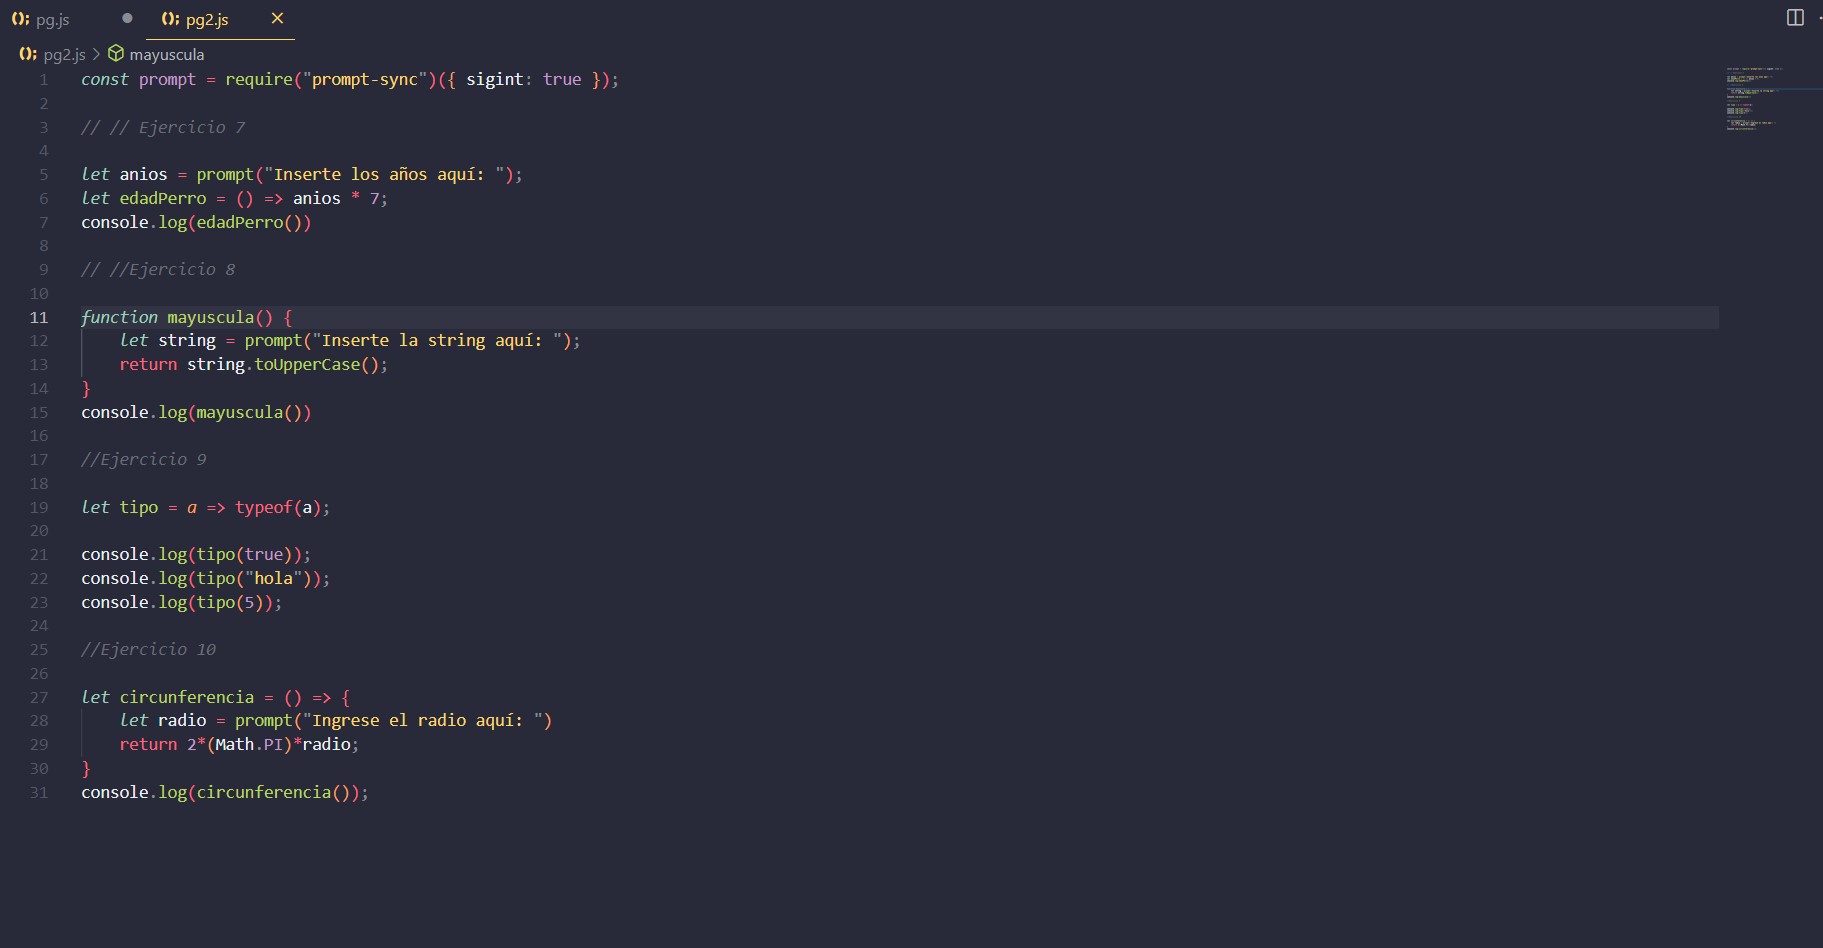 pg.js
pg2.js
pg2.js > mayuscula
1 const prompt = require("prompt-sync")({ sigint: true });
2
3 // // Ejercicio 7
4
5 let anios = prompt("Inserte los años aquí: ");
6 let edadPerro = () => anios * 7;
7 console.log(edadPerro())
8
9 // //Ejercicio 8
10
11 function mayuscula() {
12 let string = prompt("Inserte la string aquí: ");
13 return string.toUpperCase();
14 }
15 console.log(mayuscula())
16
17 //Ejercicio 9
18
19 let tipo = a => typeof(a);
20
21 console.log(tipo(true));
22 console.log(tipo("hola"));
23 console.log(tipo(5));
24
25 //Ejercicio 10
26
27 let circunferencia = () => {
28 let radio = prompt("Ingrese el radio aquí: ")
29 return 2*(Math.PI)*radio;
30 }
31 console.log(circunferencia());